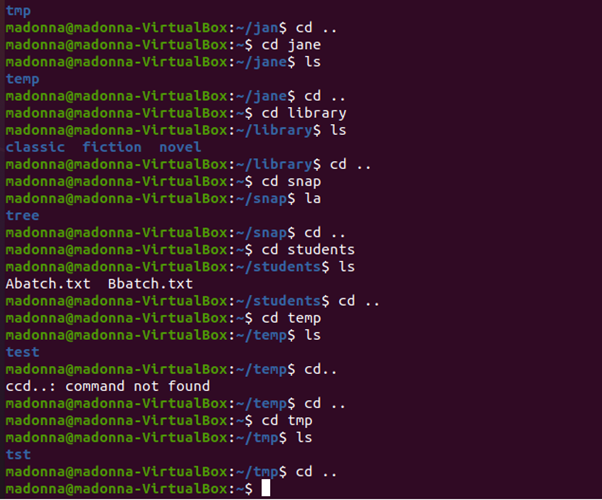 tmp
madonna@madonna-VirtualBox:~/jan$ cd ..
madonna@madonna-VirtualBox:~$ cd jane
madonna@madonna-VirtualBox:~/jane$ ls
temp
madonna@madonna-VirtualBox:~/jane$ cd ..
madonna@madonna-VirtualBox:~$ cd library
madonna@madonna-VirtualBox:~/library$ ls
classic  fiction  novel
madonna@madonna-VirtualBox:~/library$ cd ..
madonna@madonna-VirtualBox:~$ cd snap
madonna@madonna-VirtualBox:~/snap$ la
tree
madonna@madonna-VirtualBox:~/snap$ cd ..
madonna@madonna-VirtualBox:~$ cd students
madonna@madonna-VirtualBox:~/students$ ls
Abatch.txt  Bbatch.txt
madonna@madonna-VirtualBox:~/students$ cd ..
madonna@madonna-VirtualBox:~$ cd temp
madonna@madonna-VirtualBox:~/temp$ ls
test
madonna@madonna-VirtualBox:~/temp$ cd..
ccd..: command not found
madonna@madonna-VirtualBox:~/temp$ cd ..
madonna@madonna-VirtualBox:~$ cd tmp
madonna@madonna-VirtualBox:~/tmp$ ls
tst
madonna@madonna-VirtualBox:~/tmp$ cd ..
madonna@madonna-VirtualBox:~$